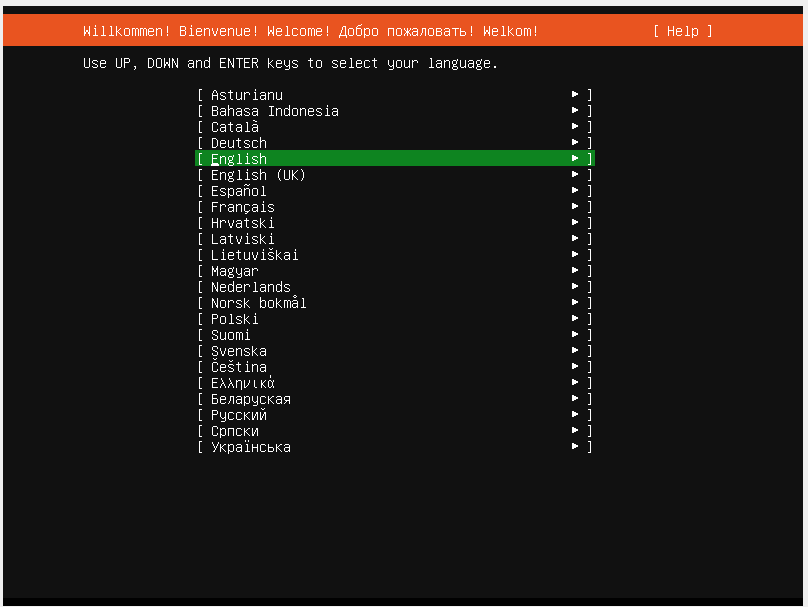 Willkommen! Bienvenue! Welcome! Добро пожаловать! Welkom! [ Help ]
Use UP, DOWN and ENTER keys to select your language.
[ Asturianu ► ]
[ Bahasa Indonesia ► ]
[ Català ► ]
[ Deutsch ► ]
[ English ► ]
[ English (UK) ► ]
[ Español ► ]
[ Français ► ]
[ Hrvatski ► ]
[ Latviski ► ]
[ Lietuviškai ► ]
[ Magyar ► ]
[ Nederlands ► ]
[ Norsk bokmål ► ]
[ Polski ► ]
[ Suomi ► ]
[ Svenska ► ]
[ Čeština ► ]
[ Ελληνικά ► ]
[ Беларуская ► ]
[ Русский ► ]
[ Српски ► ]
[ Українська ► ]